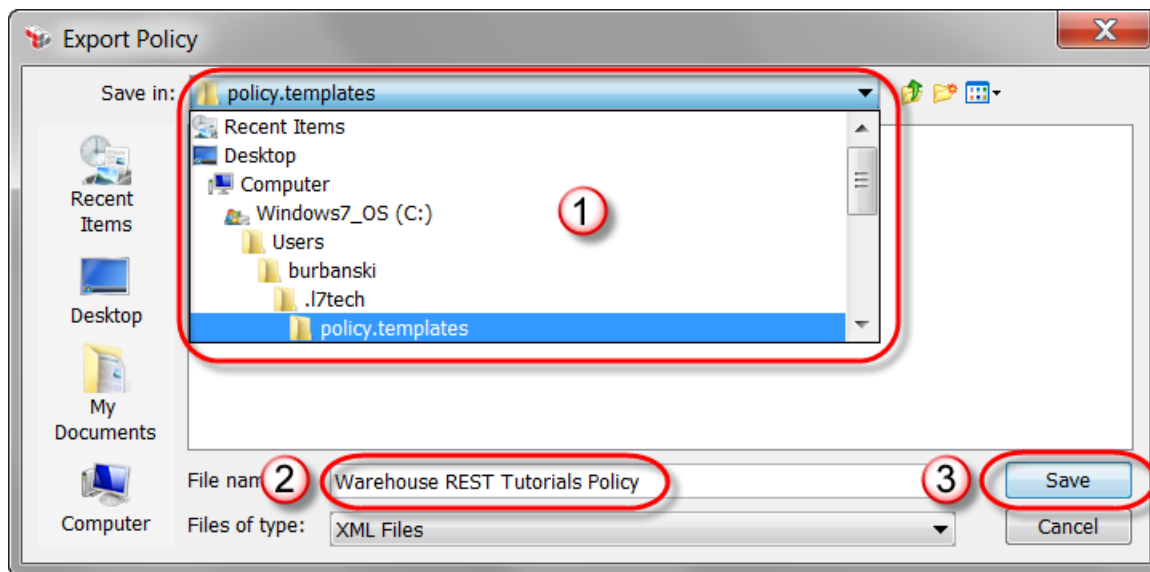 Export Policy
X
Save in:
policy.templates
Recent Items
Desktop
Computer
Windows7_OS (C:)
Users
burbanski
.l7tech
policy.templates
1
Recent
Items
Desktop
My
Documents
Computer
File nam
2
Warehouse REST Tutorials Policy
3
Save
Files of type:
XML Files
Cancel